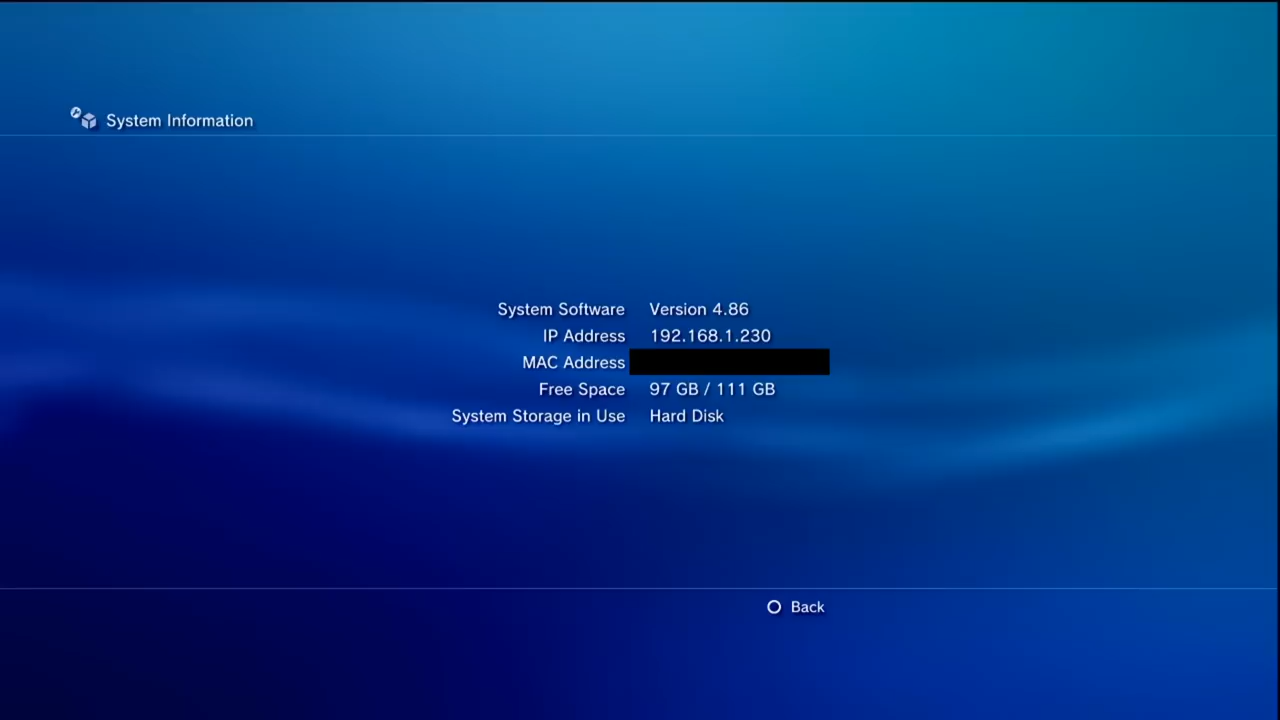 System Information
System Software Version 4.86
IP Address 192.168.1.230
MAC Address
Free Space 97 GB / 111 GB
System Storage in Use Hard Disk
Back